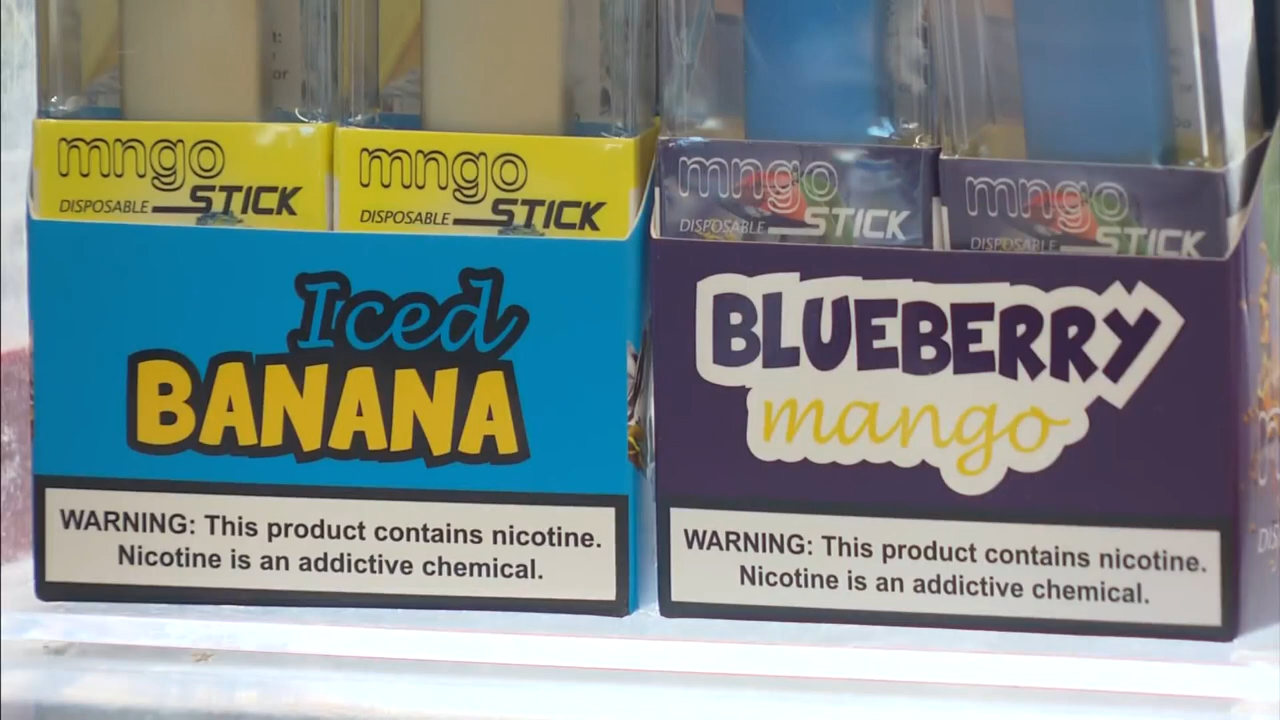 mngo
DISPOSABLE STICK
mngo
DISPOSABLE STICK
mngo
DISPOSABLE STICK
mngo
DISPOSABLE STICK
Iced
BANANA
WARNING: This product contains nicotine.
Nicotine is an addictive chemical.
BLUEBERRY
mango
WARNING: This product contains nicotine.
Nicotine is an addictive chemical.